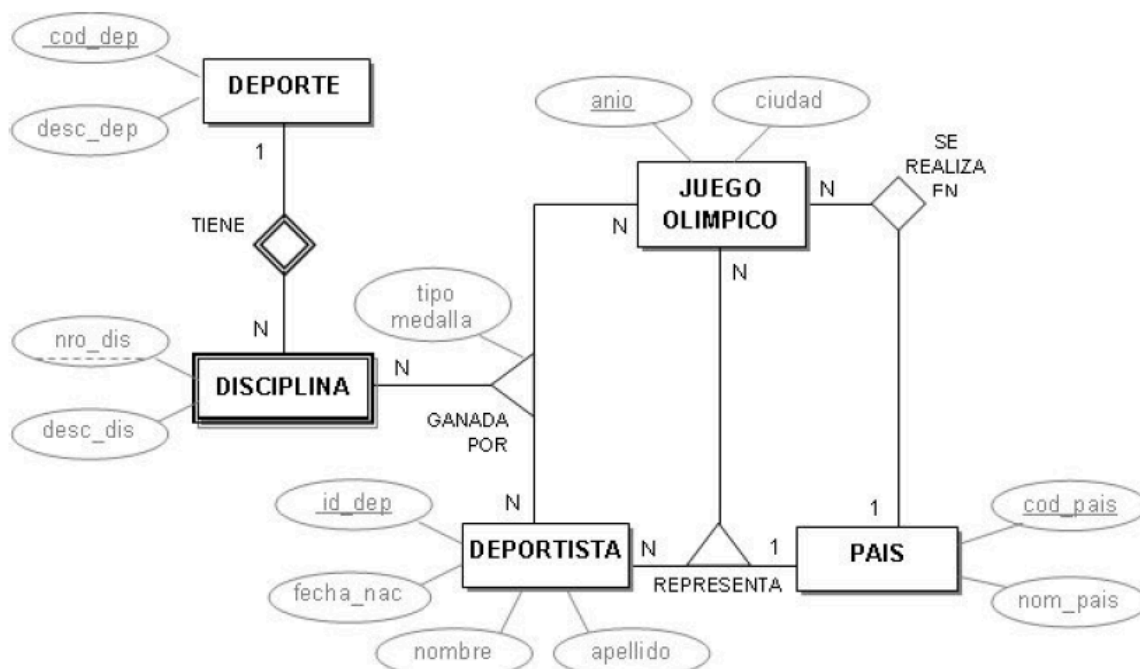 cod_dep
DEPORTE
desc_dep
1
TIENE
N
nro_dis
DISCIPLINA
desc_dis
anio
ciudad
JUEGO
OLIMPICO
N
SE
REALIZA
EN
N
N
tipo
medalla
N
GANADA
POR
N
id_dep
DEPORTISTA
fecha_nac
nombre
apellido
N
REPRESENTA
1
1
PAIS
cod_pais
nom_pais